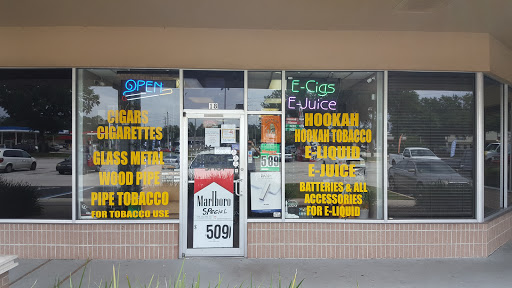 OPEN
CIGARS
CIGARETTES
GLASS METAL
WOOD PIPE
PIPE TOBACCO
FOR TOBACCO USE
18
Marlboro
SPECIAL
509
589
E-Cigs
E-Juice
HOOKAH
HOOKAH TOBACCO
E-LIQUID
E-JUICE
BATTERIES & ALL
ACCESSORIES
FOR E-LIQUID